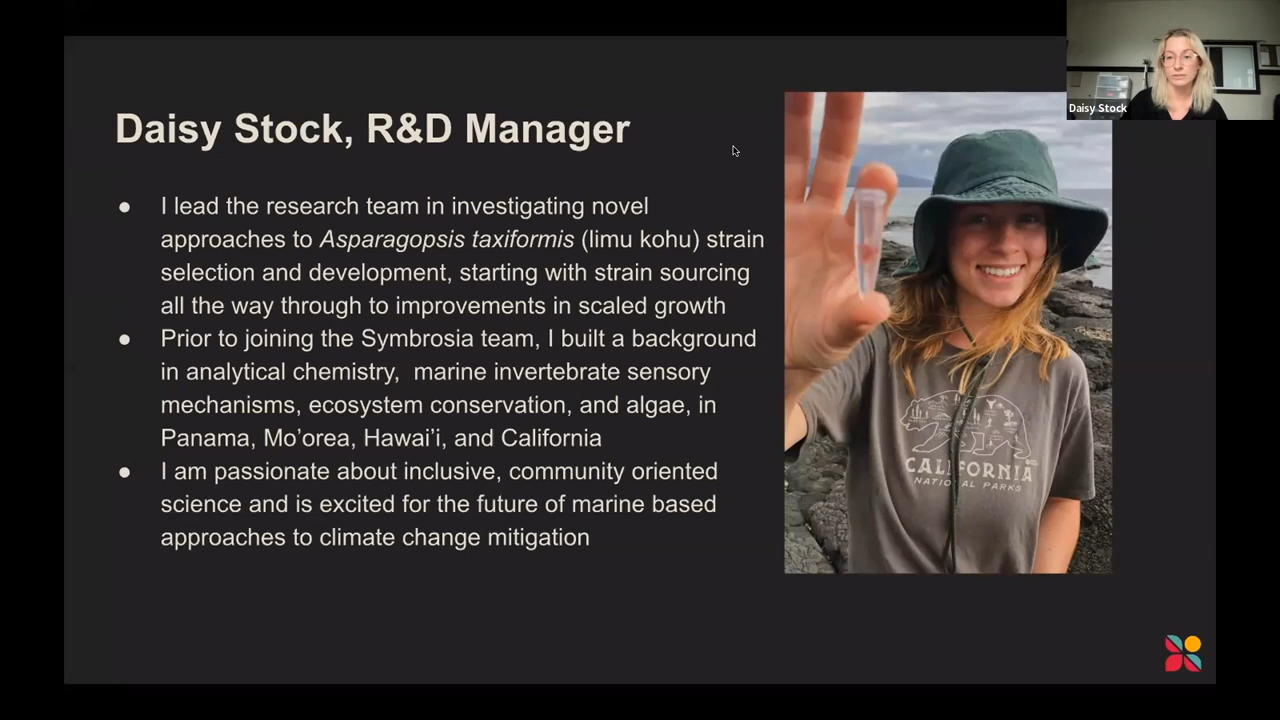 Daisy Stock
Daisy Stock, R&D Manager
● I lead the research team in investigating novel
approaches to Asparagopsis taxiformis (limu kohu) strain
selection and development, starting with strain sourcing
all the way through to improvements in scaled growth
● Prior to joining the Symbrosia team, I built a background
in analytical chemistry,  marine invertebrate sensory
mechanisms, ecosystem conservation, and algae, in
Panama, Mo’orea, Hawai’i, and California
● I am passionate about inclusive, community oriented
science and is excited for the future of marine based
approaches to climate change mitigation
CALIFORNIA
NATIONAL PARKS